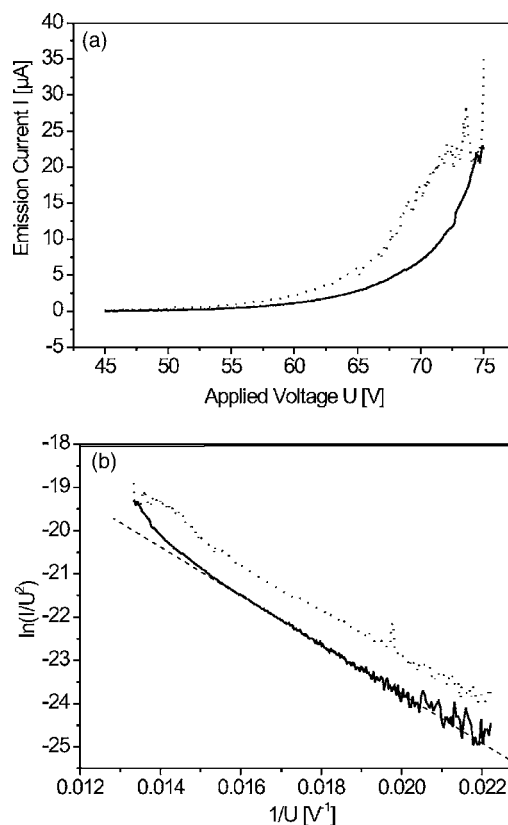 (a)
40
35
30
25
20
15
10
5
0
-5
Emission Current I [µA]
45 50 55 60 65 70 75
Applied Voltage U [V]
(b)
-18
-19
-20
-21
-22
-23
-24
-25
ln(I/U²)
0.012 0.014 0.016 0.018 0.020 0.022
1/U [V⁻¹]